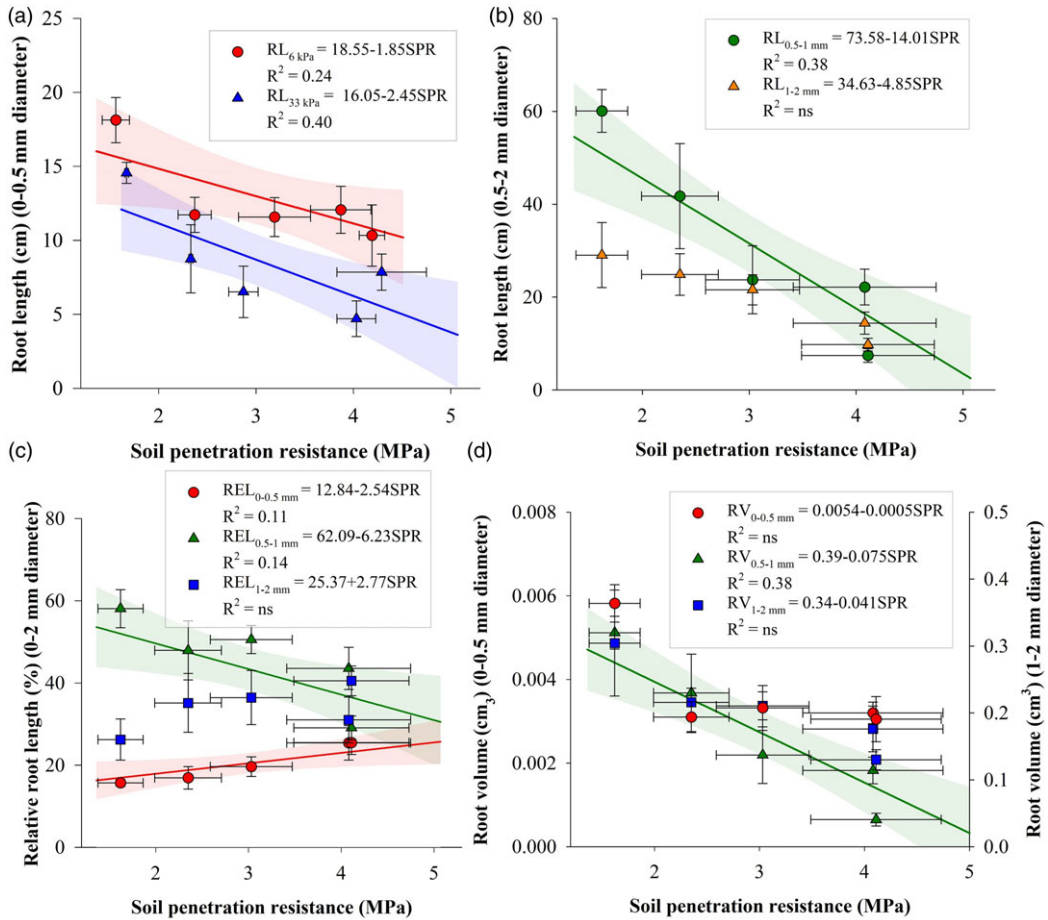 (a)
RL6 kPa = 18.55-1.85SPR
R² = 0.24
RL33 kPa = 16.05-2.45SPR
R² = 0.40
Root length (cm) (0-0.5 mm diameter)
25
20
15
10
5
0
2 3 4 5
Soil penetration resistance (MPa)
(b)
RL0.5-1 mm = 73.58-14.01SPR
R² = 0.38
RL1-2 mm = 34.63-4.85SPR
R² = ns
Root length (cm) (0.5-2 mm diameter)
80
60
40
20
0
2 3 4 5
Soil penetration resistance (MPa)
(c)
REL0-0.5 mm = 12.84-2.54SPR
R² = 0.11
REL0.5-1 mm = 62.09-6.23SPR
R² = 0.14
REL1-2 mm = 25.37+2.77SPR
R² = ns
Relative root length (%) (0-2 mm diameter)
80
60
40
20
0
2 3 4 5
Soil penetration resistance (MPa)
(d)
RV0-0.5 mm = 0.0054-0.0005SPR
R² = ns
RV0.5-1 mm = 0.39-0.075SPR
R² = 0.38
RV1-2 mm = 0.34-0.041SPR
R² = ns
Root volume (cm³) (0-0.5 mm diameter)
0.008
0.006
0.004
0.002
0.000
0.5
0.4
0.3
0.2
0.1
0.0
Root volume (cm³) (1-2 mm diameter)
2 3 4 5
Soil penetration resistance (MPa)